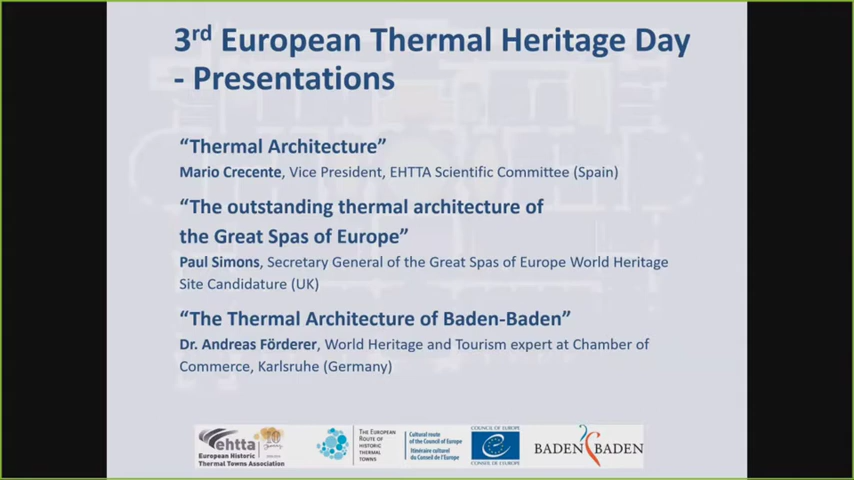 3rd European Thermal Heritage Day
- Presentations
“Thermal Architecture”
Mario Crecente, Vice President, EHTTA Scientific Committee (Spain)
“The outstanding thermal architecture of
the Great Spas of Europe”
Paul Simons, Secretary General of the Great Spas of Europe World Heritage
Site Candidature (UK)
“The Thermal Architecture of Baden-Baden”
Dr. Andreas Förderer, World Heritage and Tourism expert at Chamber of
Commerce, Karlsruhe (Germany)
ehtta
European Historic
Thermal Towns Association
THE EUROPEAN
ROUTE OF
HISTORIC
THERMAL
TOWNS
Cultural route
of the Council of Europe
Itinéraire culturel
du Conseil de l'Europe
COUNCIL OF EUROPE
CONSEIL DE L'EUROPE
BADEN BADEN